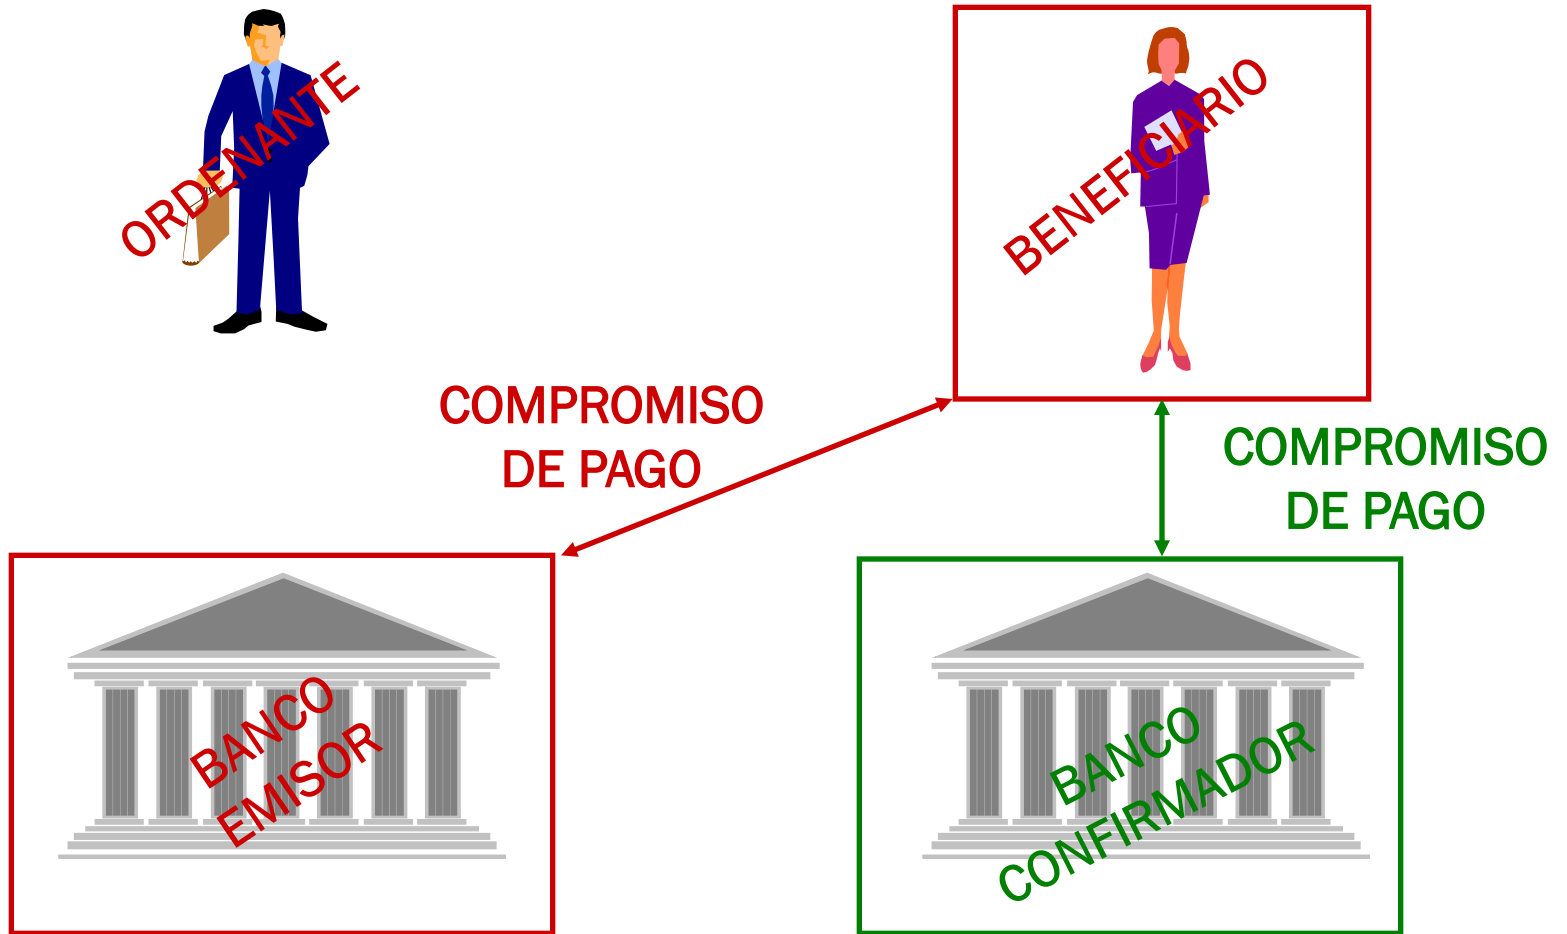 ORDENANTE
BENEFICIARIO
COMPROMISO
DE PAGO
COMPROMISO
DE PAGO
BANCO
EMISOR
BANCO
CONFIRMADOR